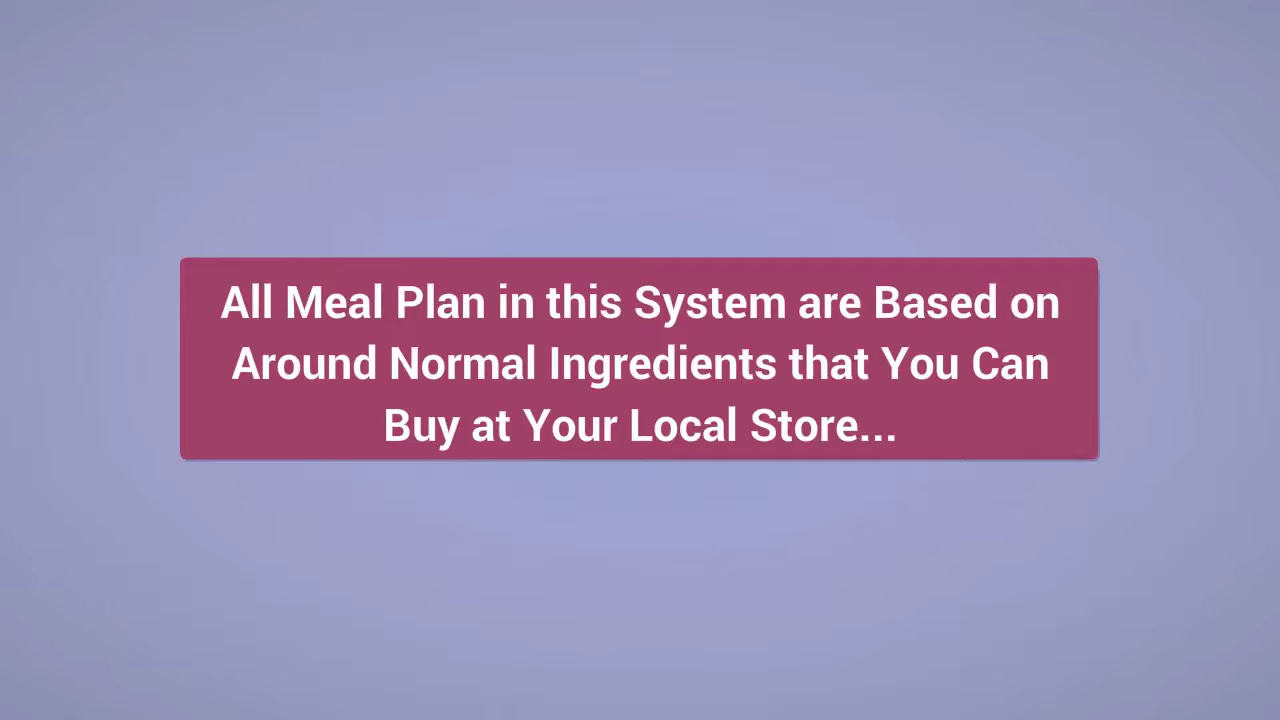 All Meal Plan in this System are Based on
Around Normal Ingredients that You Can
Buy at Your Local Store...